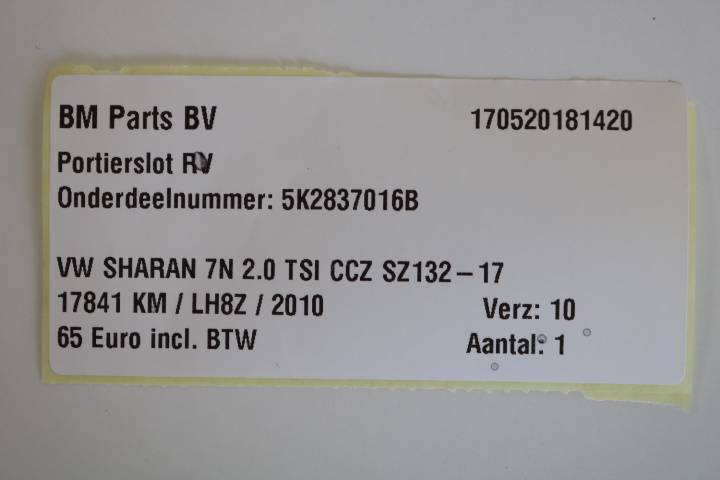 BM Parts BV 170520181420
Portierslot RV
Onderdeelnummer: 5K2837016B
VW SHARAN 7N 2.0 TSI CCZ SZ132-17
17841 KM / LH8Z / 2010 Verz: 10
65 Euro incl. BTW Aantal: 1